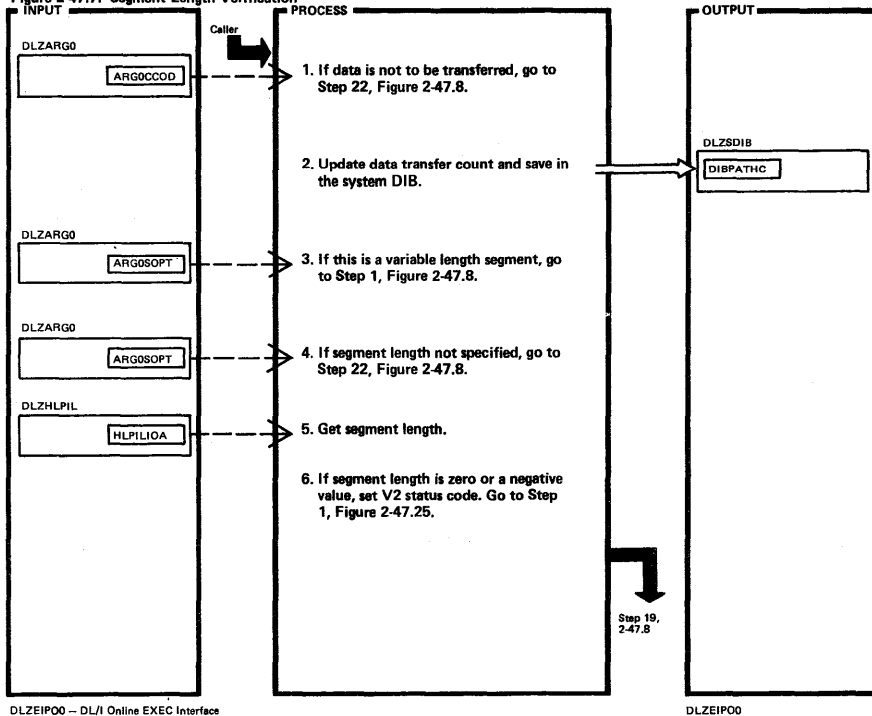 Figure 2-47.7. Segment Length Verification
INPUT
PROCESS
OUTPUT
Caller
DLZARG0
ARG0CCOD
1. If data is not to be transferred, go to
Step 22, Figure 2-47.8.
2. Update data transfer count and save in
the system DIB.
DLZSDIB
DIBPATHC
DLZARG0
ARG0SOPT
3. If this is a variable length segment, go
to Step 1, Figure 2-47.8.
DLZARG0
ARG0SOPT
4. If segment length not specified, go to
Step 22, Figure 2-47.8.
DLZHLPIL
HLPILIOA
5. Get segment length.
6. If segment length is zero or a negative
value, set V2 status code. Go to Step
1, Figure 2-47.25.
Step 19,
2-47.8
DLZEIPO0 — DL/I Online EXEC Interface
DLZEIPO0